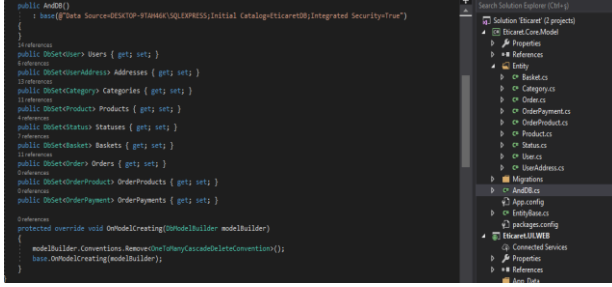 public AndDB()
: base(@"Data Source=DESKTOP-9TAH46K\SQLEXPRESS;Initial Catalog=EticaretDB;Integrated Security=True")
{
}
14 references
public DbSet<User> Users { get; set; }
6 references
public DbSet<UserAddress> Addresses { get; set; }
13 references
public DbSet<Category> Categories { get; set; }
11 references
public DbSet<Product> Products { get; set; }
4 references
public DbSet<Status> Statuses { get; set; }
7 references
public DbSet<Basket> Baskets { get; set; }
11 references
public DbSet<Order> Orders { get; set; }
0 references
public DbSet<OrderProduct> OrderProducts { get; set; }
0 references
public DbSet<OrderPayment> OrderPayments { get; set; }
0 references
protected override void OnModelCreating(DbModelBuilder modelBuilder)
{
modelBuilder.Conventions.Remove<OneToManyCascadeDeleteConvention>();
base.OnModelCreating(modelBuilder);
}
Search Solution Explorer (Ctrl+ş)
Solution 'Eticaret' (2 projects)
Eticaret.Core.Model
Properties
References
Entity
C# Basket.cs
C# Category.cs
C# Order.cs
C# OrderPayment.cs
C# OrderProduct.cs
C# Product.cs
C# Status.cs
C# User.cs
C# UserAddress.cs
Migrations
C# AndDB.cs
App.config
C# EntityBase.cs
packages.config
Eticaret.UI.WEB
Connected Services
Properties
References
App_Data